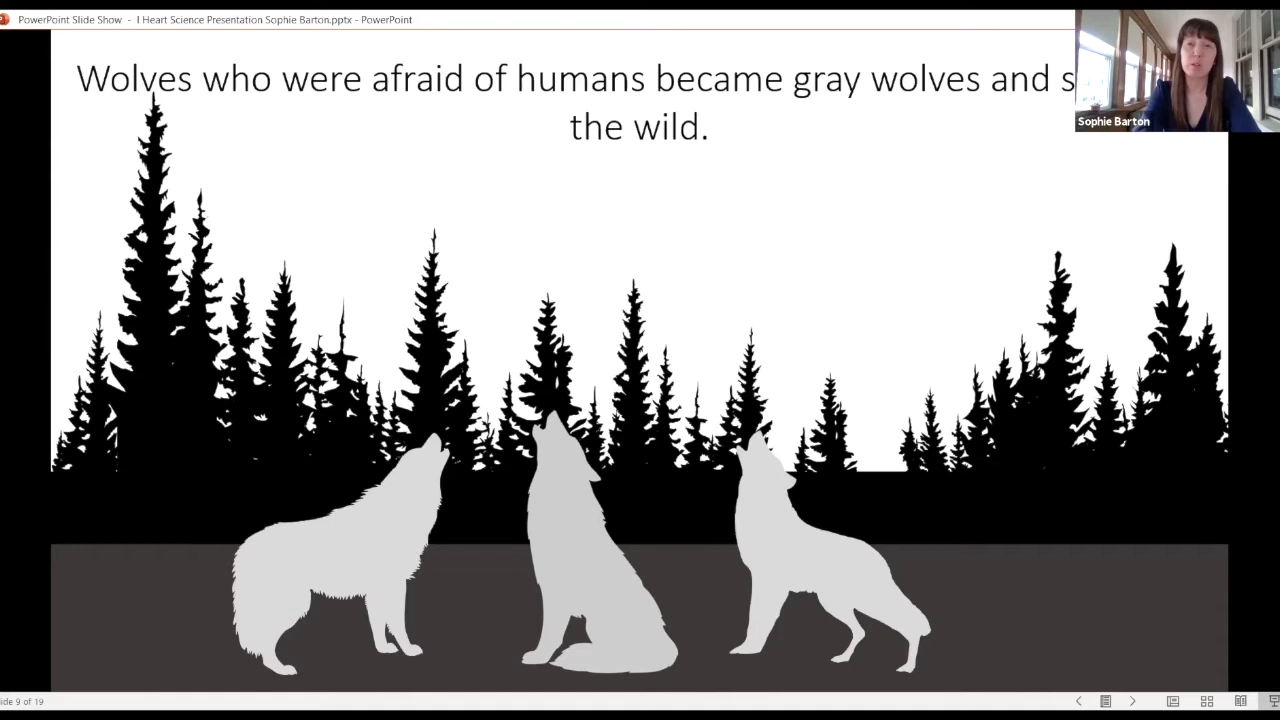 PowerPoint Slide Show - I Heart Science Presentation Sophie Barton.pptx - PowerPoint
Wolves who were afraid of humans became gray wolves and
the wild.
Sophie Barton
9 of 19